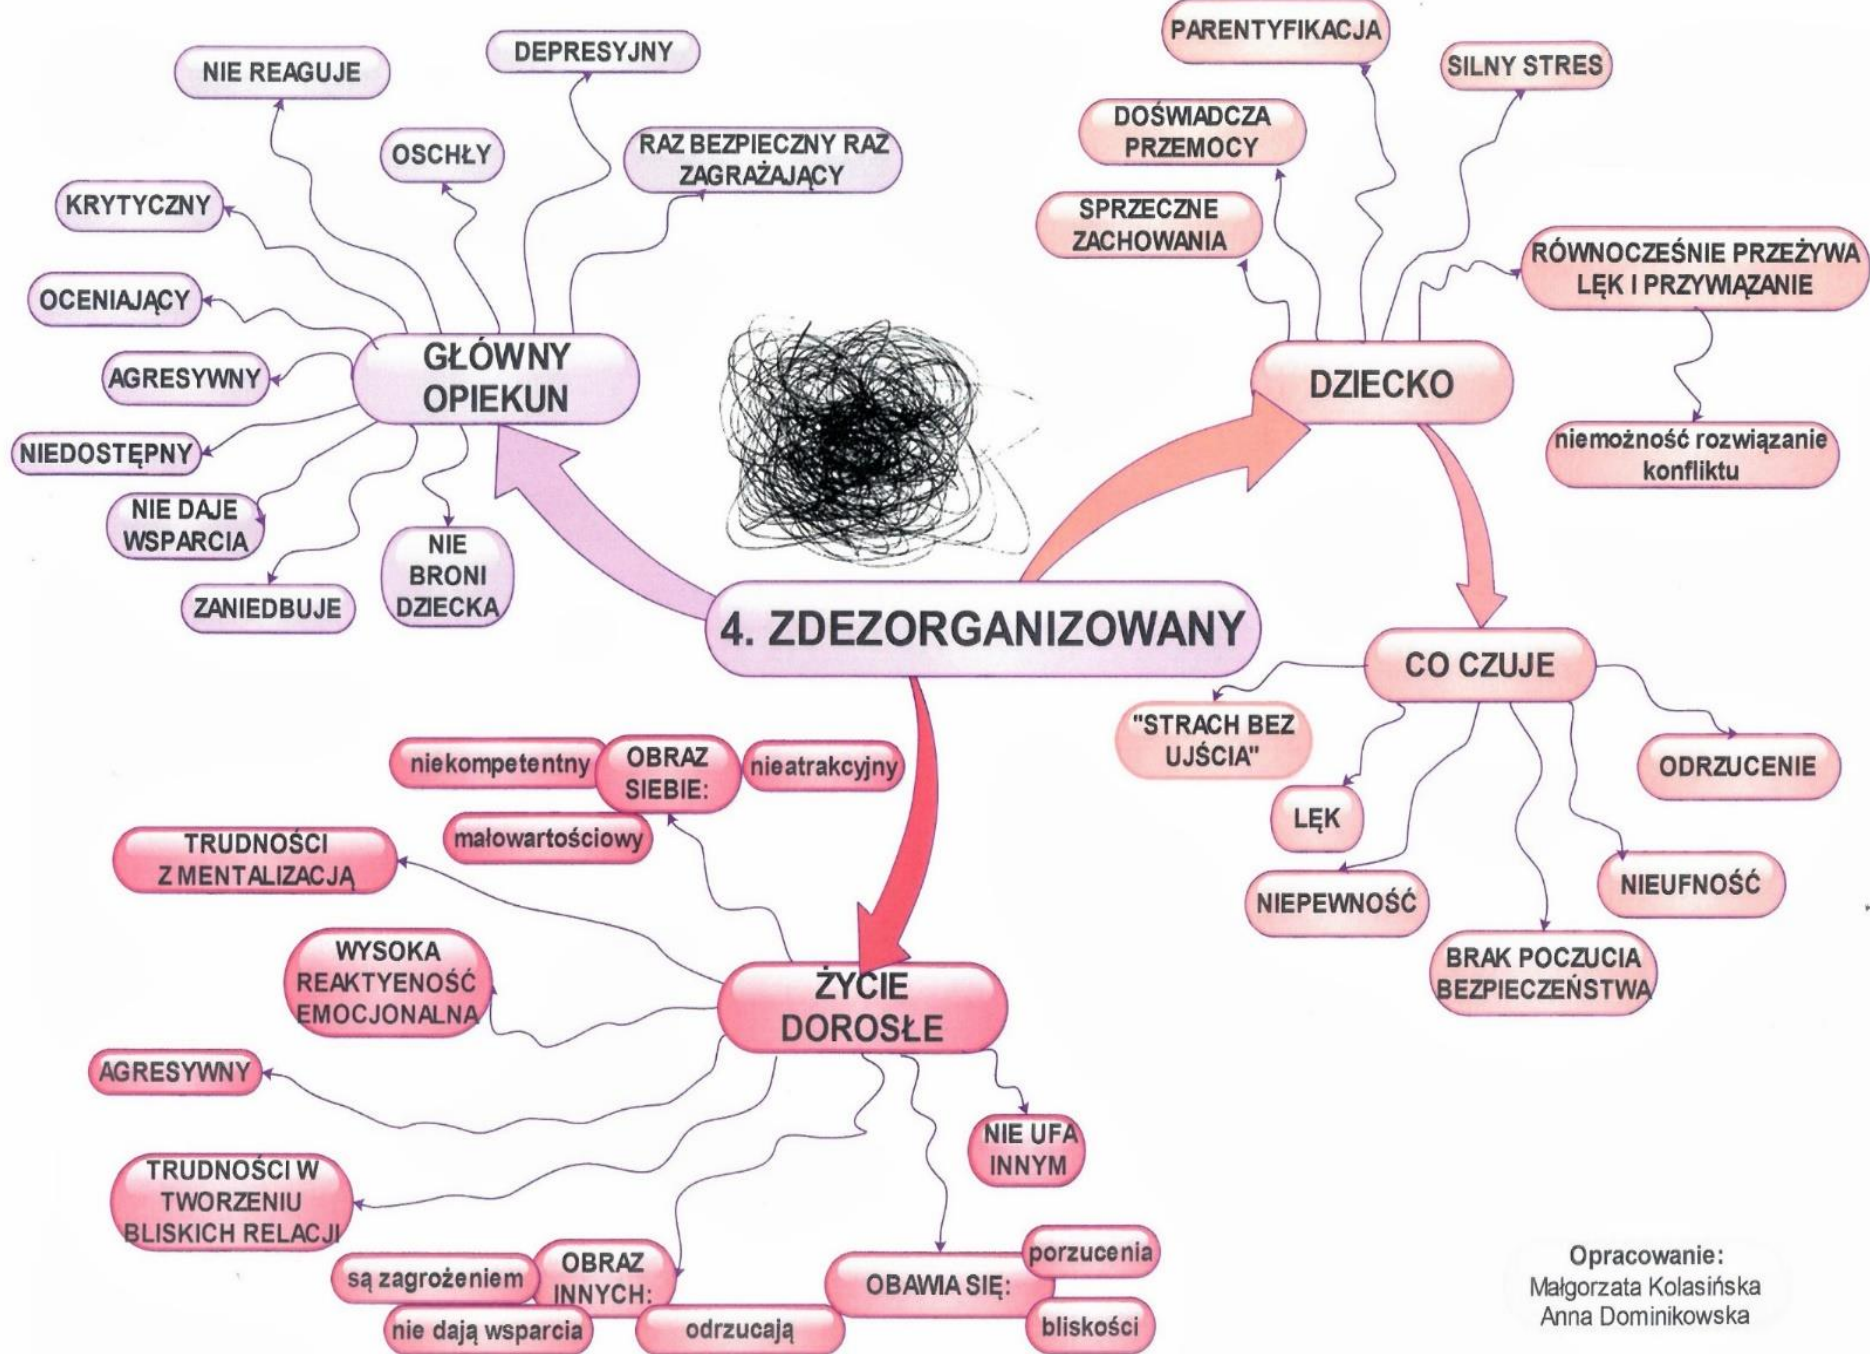 DEPRESYJNY
NIE REAGUJE
OSCHŁY
RAZ BEZPIECZNY RAZ
ZAGRAŻAJĄCY
KRYTYCZNY
OCENIAJĄCY
AGRESYWNY
NIEDOSTĘPNY
NIE DAJE
WSPARCIA
ZANIEDBUJE
NIE
BRONI
DZIECKA
GŁÓWNY
OPIEKUN
PARENTYFIKACJA
SILNY STRES
DOŚWIADCZA
PRZEMOCY
SPRZECZNE
ZACHOWANIA
RÓWNOCZEŚNIE PRZEŻYWA
LĘK I PRZYWIĄZANIE
DZIECKO
niemożność rozwiązanie
konfliktu
4. ZDEZORGANIZOWANY
CO CZUJE
"STRACH BEZ
UJŚCIA"
LĘK
NIEPEWNOŚĆ
BRAK POCZUCIA
BEZPIECZEŃSTWA
NIEUFNOŚĆ
ODRZUCENIE
niekompetentny
OBRAZ
SIEBIE:
nieatrakcyjny
małowartościowy
TRUDNOŚCI
Z MENTALIZACJĄ
WYSOKA
REAKTYENOŚĆ
EMOCJONALNA
ŻYCIE
DOROSŁE
AGRESYWNY
TRUDNOŚCI W
TWORZENIU
BLISKICH RELACJI
NIE UFA
INNYM
OBRAZ
INNYCH:
są zagrożeniem
nie dają wsparcia
odrzucają
OBAWIA SIĘ:
porzucenia
bliskości
Opracowanie:
Małgorzata Kolasińska
Anna Dominikowska